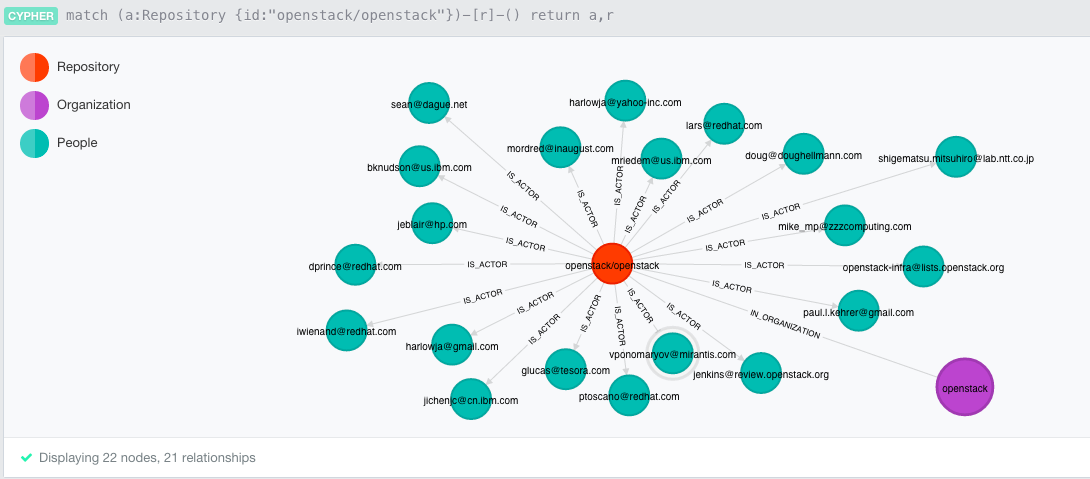 CYPHER match (a:Repository {id:"openstack/openstack"})-[r]-() return a,r
Repository
Organization
People
sean@dague.net
harlowja@yahoo-inc.com
lars@redhat.com
mordred@inaugust.com
mriedem@us.ibm.com
doug@doughellmann.com
shigematsu.mitsuhiro@lab.ntt.co.jp
bknudson@us.ibm.com
IS_ACTOR
IS_ACTOR
IS_ACTOR
IS_ACTOR
IS_ACTOR
IS_ACTOR
IS_ACTOR
IS_ACTOR
jeblair@hp.com
mike_mp@zzzcomputing.com
IS_ACTOR
IS_ACTOR
dprince@redhat.com
IS_ACTOR
openstack/openstack
IS_ACTOR
openstack-infra@lists.openstack.org
IS_ACTOR
IS_ACTOR
IS_ACTOR
IS_ACTOR
IS_ACTOR
paul.l.kehrer@gmail.com
iwienand@redhat.com
IS_ACTOR
IS_ACTOR
IS_ACTOR
IS_ACTOR
IN_ORGANIZATION
harlowja@gmail.com
vponomaryov@mirantis.com
glucas@tesora.com
jenkins@review.openstack.org
openstack
jichenjc@cn.ibm.com
ptoscano@redhat.com
Displaying 22 nodes, 21 relationships